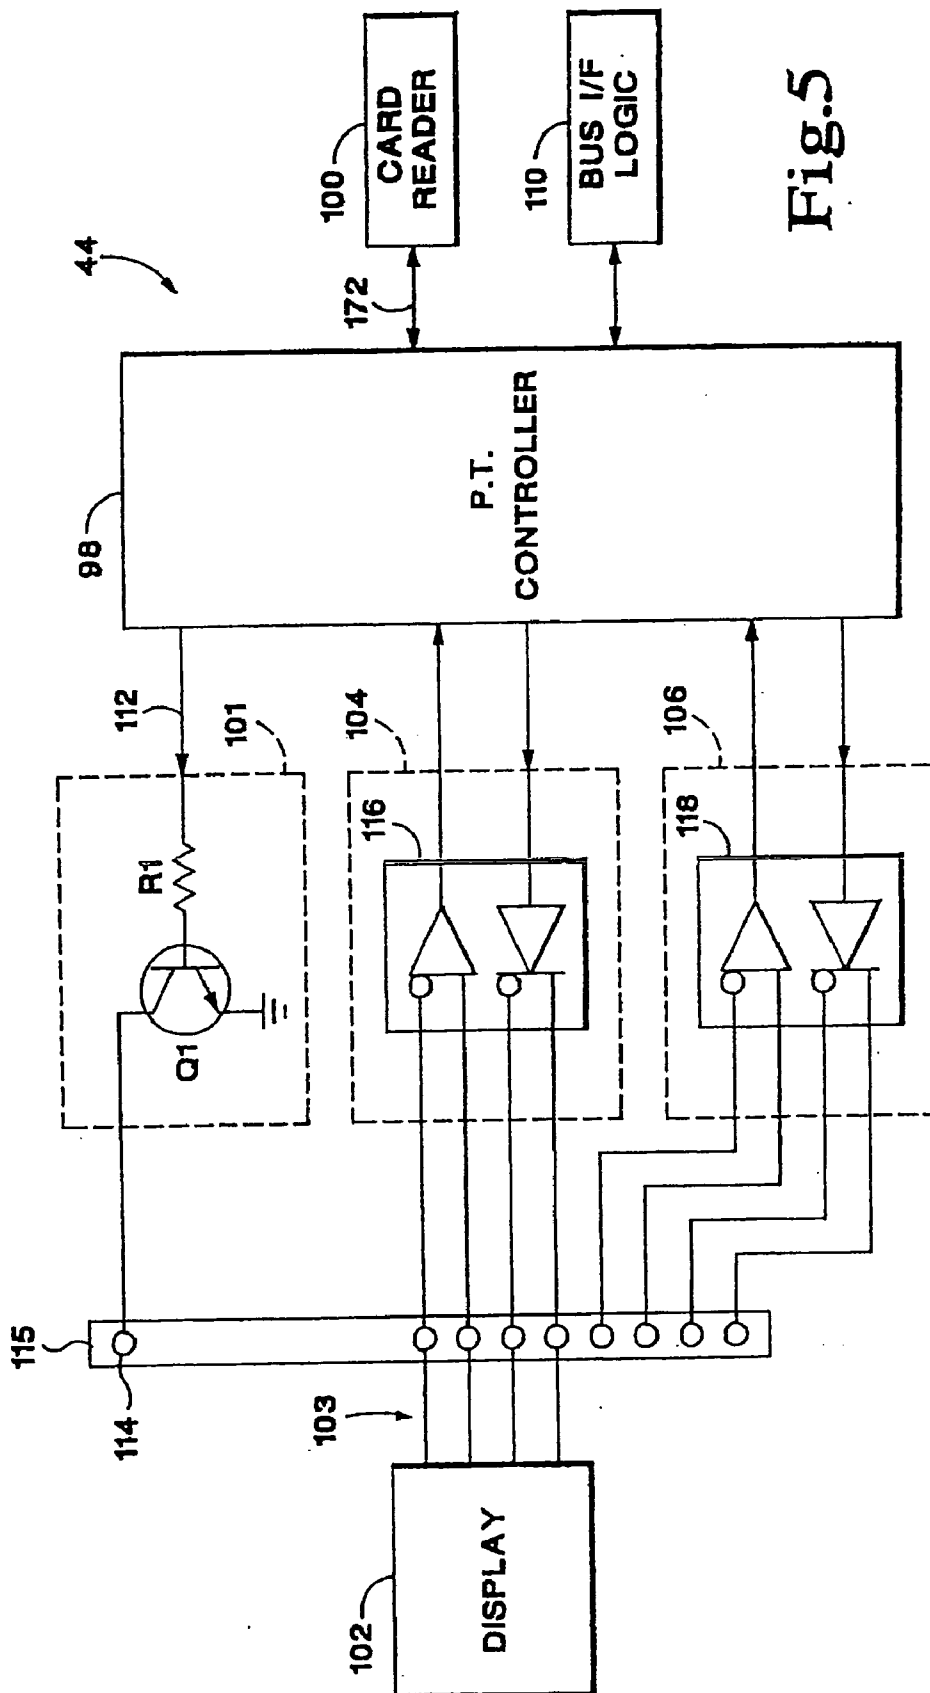 44
98
112
101
R1
Q1
115
114
103
102
DISPLAY
104
116
106
118
P.T.
CONTROLLER
172
100
CARD
READER
110
BUS I/F
LOGIC
Fig.5